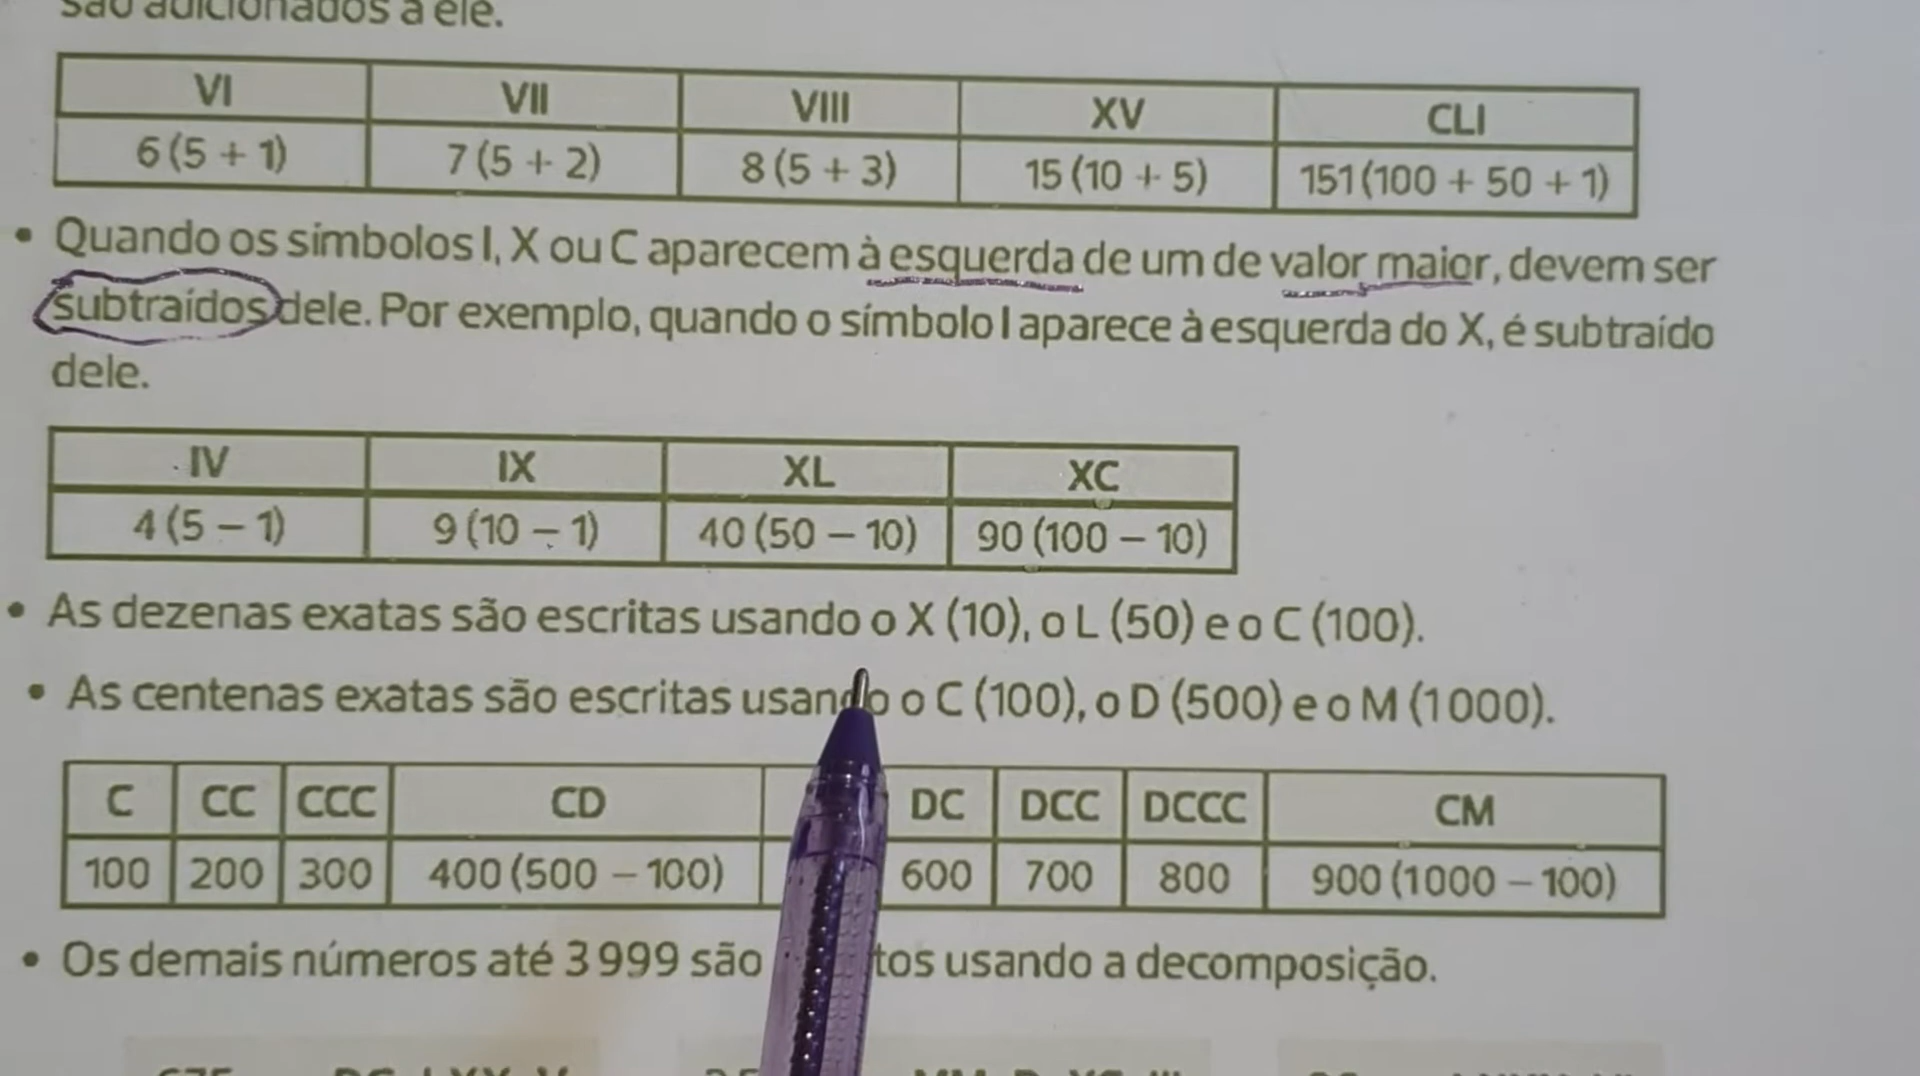 são adicionados a ele.
VI VII VIII XV CLI
6 (5 + 1) 7 (5 + 2) 8 (5 + 3) 15 (10 + 5) 151 (100 + 50 + 1)
• Quando os símbolos I, X ou C aparecem à esquerda de um de valor maior, devem ser
subtraídos dele. Por exemplo, quando o símbolo I aparece à esquerda do X, é subtraído
dele.
IV IX XL XC
4 (5 – 1) 9 (10 – 1) 40 (50 – 10) 90 (100 – 10)
• As dezenas exatas são escritas usando o X (10), o L (50) e o C (100).
• As centenas exatas são escritas usando o C (100), o D (500) e o M (1 000).
C CC CCC CD DC DCC DCCC CM
100 200 300 400 (500 – 100) 600 700 800 900 (1000 – 100)
• Os demais números até 3 999 são tos usando a decomposição.